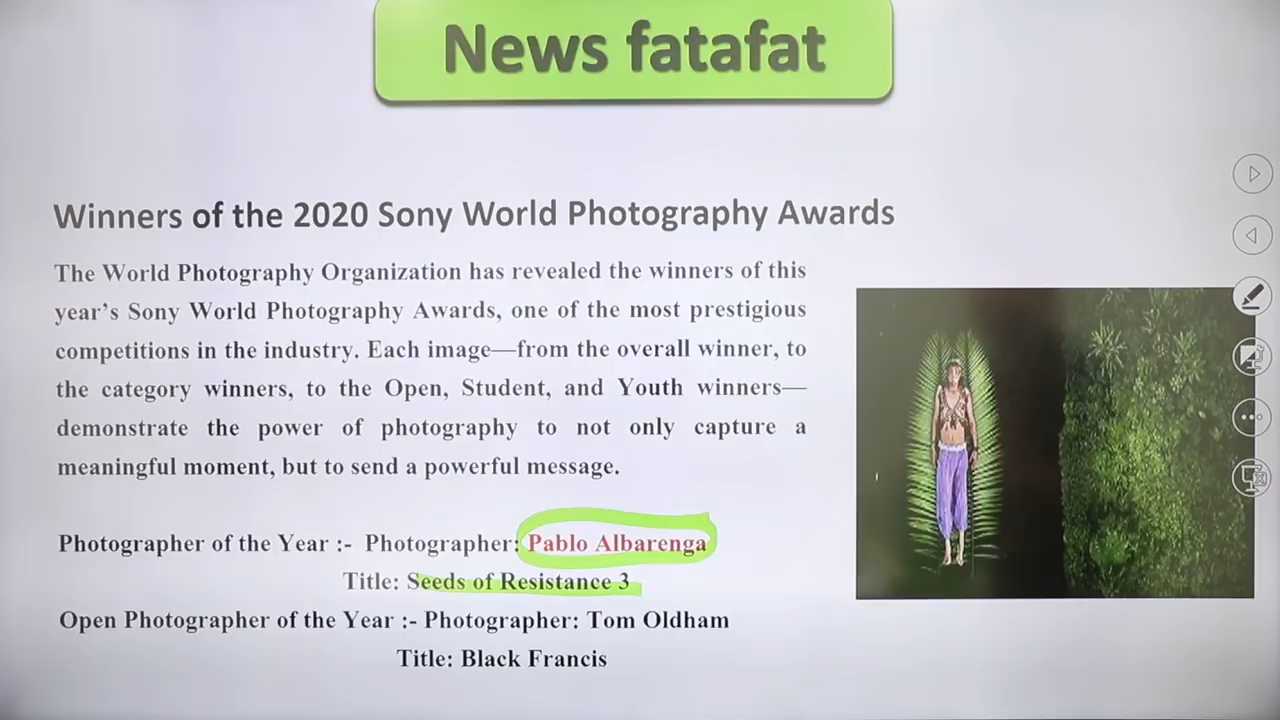 News fatafat
Winners of the 2020 Sony World Photography Awards
The World Photography Organization has revealed the winners of this
year’s Sony World Photography Awards, one of the most prestigious
competitions in the industry. Each image—from the overall winner, to
the category winners, to the Open, Student, and Youth winners—
demonstrate the power of photography to not only capture a
meaningful moment, but to send a powerful message.
Photographer of the Year :- Photographer: Pablo Albarenga
Title: Seeds of Resistance 3
Open Photographer of the Year :- Photographer: Tom Oldham
Title: Black Francis